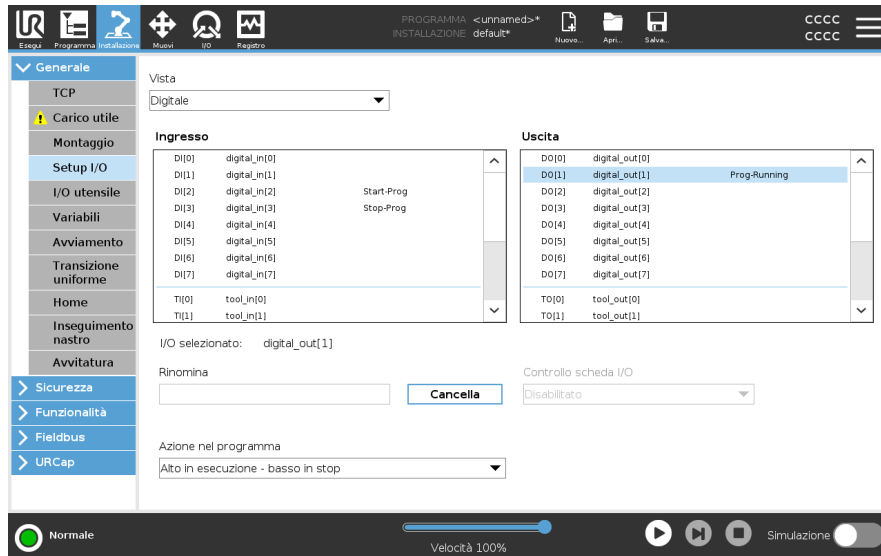 PROGRAMMA <unnamed>*
INSTALLAZIONE default*
Esegui Programma Installazione Muovi I/O Registro Nuovo... Apri... Salva...
CCCC
CCCC
Generale
TCP
Carico utile
Montaggio
Setup I/O
I/O utensile
Variabili
Avviamento
Transizione
uniforme
Home
Inseguimento
nastro
Avvitatura
Sicurezza
Funzionalità
Fieldbus
URCap
Vista
Digitale
Ingresso
DI[0] digital_in[0]
DI[1] digital_in[1]
DI[2] digital_in[2] Start-Prog
DI[3] digital_in[3] Stop-Prog
DI[4] digital_in[4]
DI[5] digital_in[5]
DI[6] digital_in[6]
DI[7] digital_in[7]
TI[0] tool_in[0]
TI[1] tool_in[1]
Uscita
DO[0] digital_out[0]
DO[1] digital_out[1] Prog-Running
DO[2] digital_out[2]
DO[3] digital_out[3]
DO[4] digital_out[4]
DO[5] digital_out[5]
DO[6] digital_out[6]
DO[7] digital_out[7]
TO[0] tool_out[0]
TO[1] tool_out[1]
I/O selezionato: digital_out[1]
Rinomina
Cancella
Controllo scheda I/O
Disabilitato
Azione nel programma
Alto in esecuzione - basso in stop
Normale
Velocità 100%
Simulazione